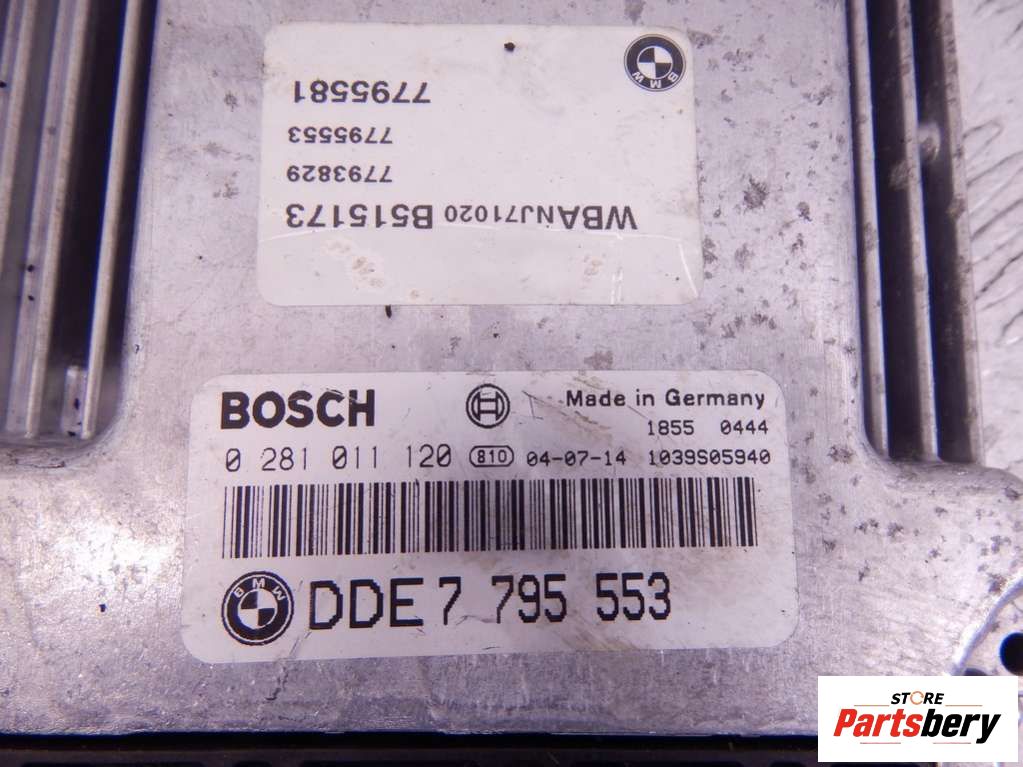 WBANJ71020 B515173
7793829
7795553
7795581
BMW
BOSCH
Made in Germany
1855 0444
0 281 011 120 810 04-07-14 1039S05940
BMW
DDE 7 795 553
STORE
Partsbery